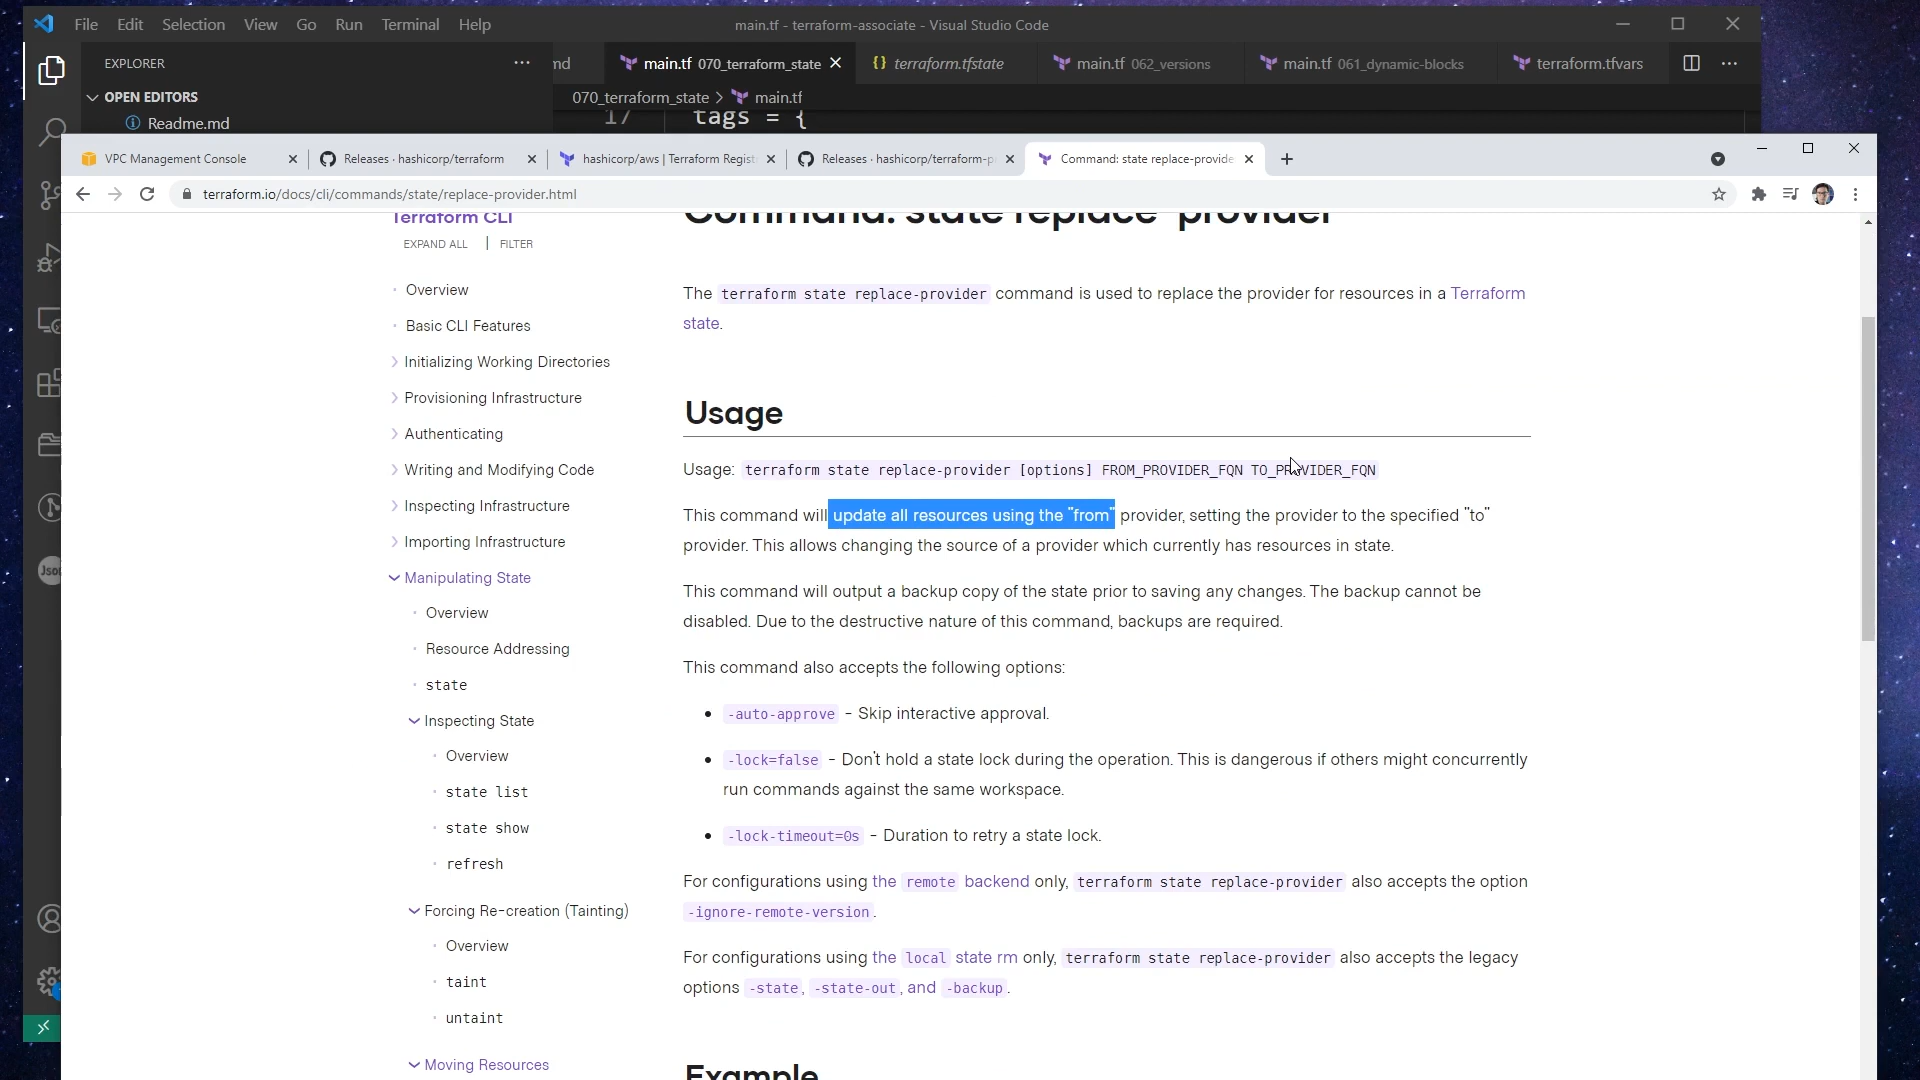 File Edit Selection View Go Run Terminal Help
main.tf - terraform-associate - Visual Studio Code
EXPLORER
nd
main.tf 070_terraform_state
terraform.tfstate
main.tf 062_versions
main.tf 061_dynamic-blocks
terraform.tfvars
OPEN EDITORS
070_terraform_state > main.tf
Readme.md
17 tags = {
VPC Management Console
Releases · hashicorp/terraform
hashicorp/aws | Terraform Regist
Releases · hashicorp/terraform-p
Command: state replace-provide
terraform.io/docs/cli/commands/state/replace-provider.html
Terraform CLI
EXPAND ALL | FILTER
Overview
Basic CLI Features
Initializing Working Directories
Provisioning Infrastructure
Authenticating
Writing and Modifying Code
Inspecting Infrastructure
Importing Infrastructure
Manipulating State
Overview
Resource Addressing
state
Inspecting State
Overview
state list
state show
refresh
Forcing Re-creation (Tainting)
Overview
taint
untaint
Moving Resources
Command: state replace-provider
The terraform state replace-provider command is used to replace the provider for resources in a Terraform
state.
Usage
Usage: terraform state replace-provider [options] FROM_PROVIDER_FQN TO_PROVIDER_FQN
This command will update all resources using the "from" provider, setting the provider to the specified "to"
provider. This allows changing the source of a provider which currently has resources in state.
This command will output a backup copy of the state prior to saving any changes. The backup cannot be
disabled. Due to the destructive nature of this command, backups are required.
This command also accepts the following options:
-auto-approve - Skip interactive approval.
-lock=false - Don't hold a state lock during the operation. This is dangerous if others might concurrently
run commands against the same workspace.
-lock-timeout=0s - Duration to retry a state lock.
For configurations using the remote backend only, terraform state replace-provider also accepts the option
-ignore-remote-version.
For configurations using the local state rm only, terraform state replace-provider also accepts the legacy
options -state, -state-out, and -backup.
Example